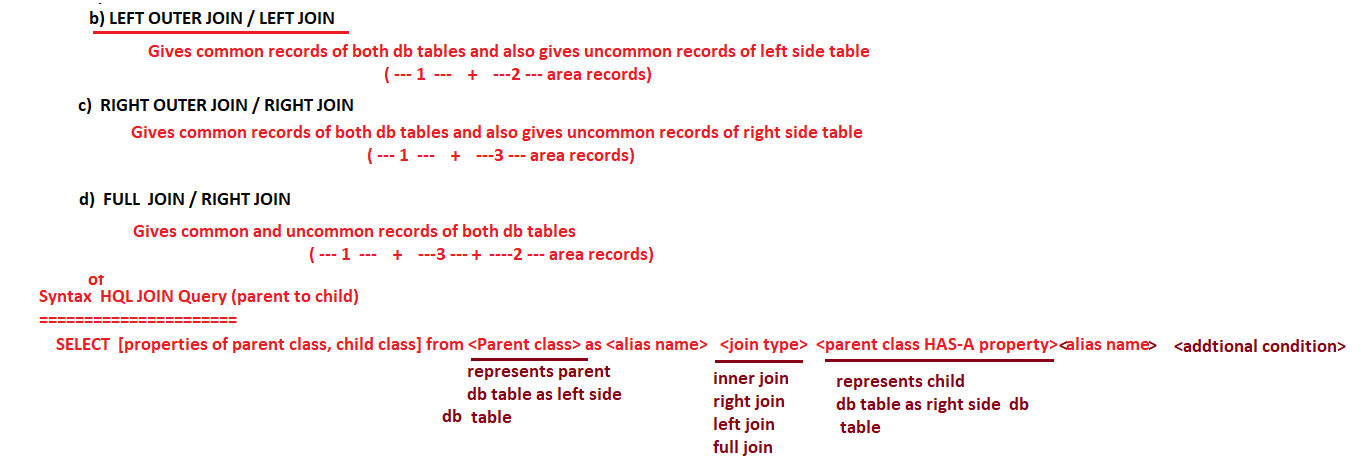 b) LEFT OUTER JOIN / LEFT JOIN
Gives common records of both db tables and also gives uncommon records of left side table
( --- 1 --- + ---2 --- area records)
c) RIGHT OUTER JOIN / RIGHT JOIN
Gives common records of both db tables and also gives uncommon records of right side table
( --- 1 --- + ---3 --- area records)
d) FULL JOIN / RIGHT JOIN
Gives common and uncommon records of both db tables
( --- 1 --- + ---3 --- + ----2 --- area records)
of
Syntax HQL JOIN Query (parent to child)
======================
SELECT [properties of parent class, child class] from <Parent class> as <alias name> <join type> <parent class HAS-A property><alias name> <addtional condition>
represents parent
db table as left side
db table
inner join
right join
left join
full join
represents child
db table as right side db
table